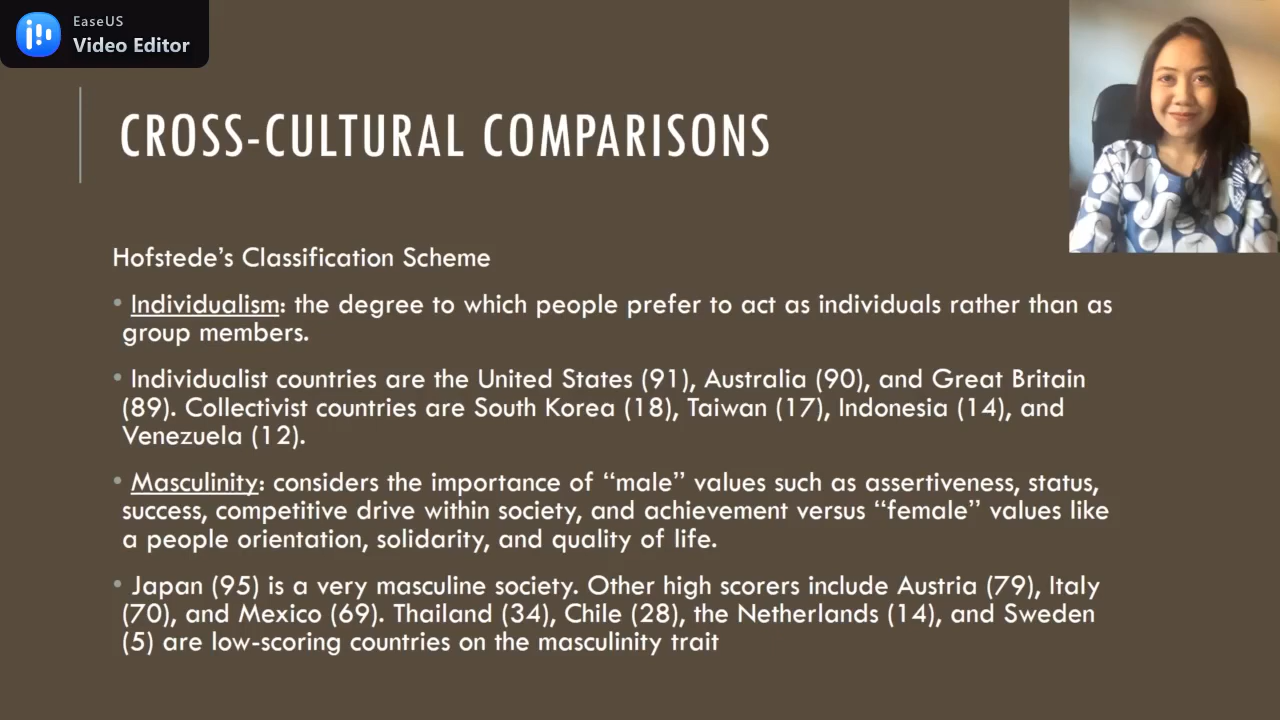 EaseUS
Video Editor
CROSS-CULTURAL COMPARISONS
Hofstede’s Classification Scheme
• Individualism: the degree to which people prefer to act as individuals rather than as
group members.
• Individualist countries are the United States (91), Australia (90), and Great Britain
(89). Collectivist countries are South Korea (18), Taiwan (17), Indonesia (14), and
Venezuela (12).
• Masculinity: considers the importance of “male” values such as assertiveness, status,
success, competitive drive within society, and achievement versus “female” values like
a people orientation, solidarity, and quality of life.
• Japan (95) is a very masculine society. Other high scorers include Austria (79), Italy
(70), and Mexico (69). Thailand (34), Chile (28), the Netherlands (14), and Sweden
(5) are low-scoring countries on the masculinity trait